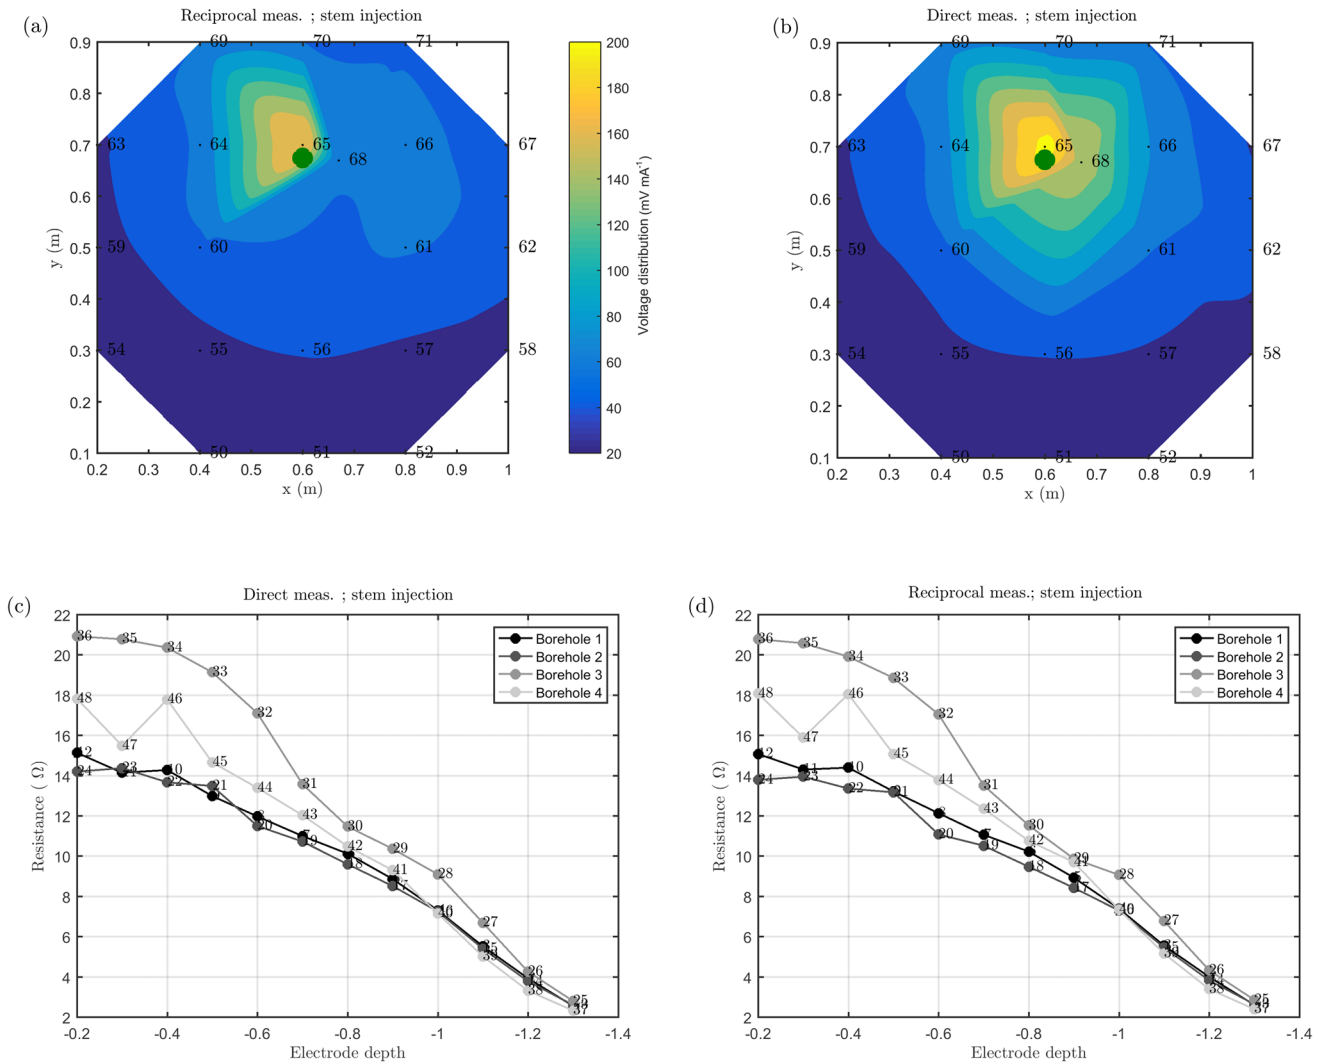 (a)
Reciprocal meas. ; stem injection
0.9
0.8
0.7
0.6
0.5
0.4
0.3
0.2
0.1
y (m)
69 70 71
63 64 65 66 67
68
59 60 61 62
54 55 56 57 58
50 51 52
0.2 0.3 0.4 0.5 0.6 0.7 0.8 0.9 1
x (m)
200
180
160
140
120
100
80
60
40
20
Voltage distribution (mV mA⁻¹)
(b)
Direct meas. ; stem injection
0.9
0.8
0.7
0.6
0.5
0.4
0.3
0.2
0.1
y (m)
69 70 71
63 64 65 66 67
68
59 60 61 62
54 55 56 57 58
50 51 52
0.2 0.3 0.4 0.5 0.6 0.7 0.8 0.9 1
x (m)
(c)
Direct meas. ; stem injection
22
20
18
16
14
12
10
8
6
4
2
Resistance ( Ω)
Borehole 1
Borehole 2
Borehole 3
Borehole 4
36 35 34 33 32 31 30 29 28 27 26 25
48 47 46 45 44 43 42 41 40 39 38 37
12 10 7
24 23 22 21 20 19 18
-0.2 -0.4 -0.6 -0.8 -1 -1.2 -1.4
Electrode depth
(d)
Reciprocal meas.; stem injection
22
20
18
16
14
12
10
8
6
4
2
Resistance ( Ω)
Borehole 1
Borehole 2
Borehole 3
Borehole 4
36 35 34 33 32 31 30 29 28 27 26 25
48 47 46 45 44 43 42 41 40 39 38 37
12 11 10 7
24 23 22 21 20 19 18 17
-0.2 -0.4 -0.6 -0.8 -1 -1.2 -1.4
Electrode depth